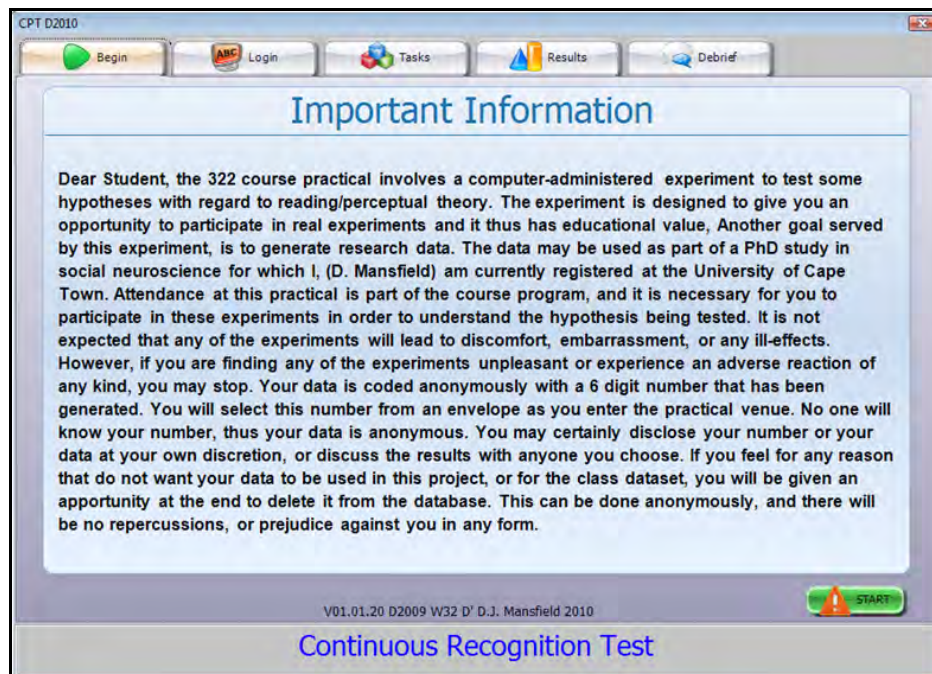 CPT D2010
Begin
ABC
Login
Tasks
Results
Debrief
Important Information
Dear Student, the 322 course practical involves a computer-administered experiment to test some
hypotheses with regard to reading/perceptual theory. The experiment is designed to give you an
opportunity to participate in real experiments and it thus has educational value, Another goal served
by this experiment, is to generate research data. The data may be used as part of a PhD study in
social neuroscience for which I, (D. Mansfield) am currently registered at the University of Cape
Town. Attendance at this practical is part of the course program, and it is necessary for you to
participate in these experiments in order to understand the hypothesis being tested. It is not
expected that any of the experiments will lead to discomfort, embarrassment, or any ill-effects.
However, if you are finding any of the experiments unpleasant or experience an adverse reaction of
any kind, you may stop. Your data is coded anonymously with a 6 digit number that has been
generated. You will select this number from an envelope as you enter the practical venue. No one will
know your number, thus your data is anonymous. You may certainly disclose your number or your
data at your own discretion, or discuss the results with anyone you choose. If you feel for any reason
that do not want your data to be used in this project, or for the class dataset, you will be given an
apportunity at the end to delete it from the database. This can be done anonymously, and there will
be no repercussions, or prejudice against you in any form.
START
V01.01.20 D2009 W32 D' D.J. Mansfield 2010
Continuous Recognition Test